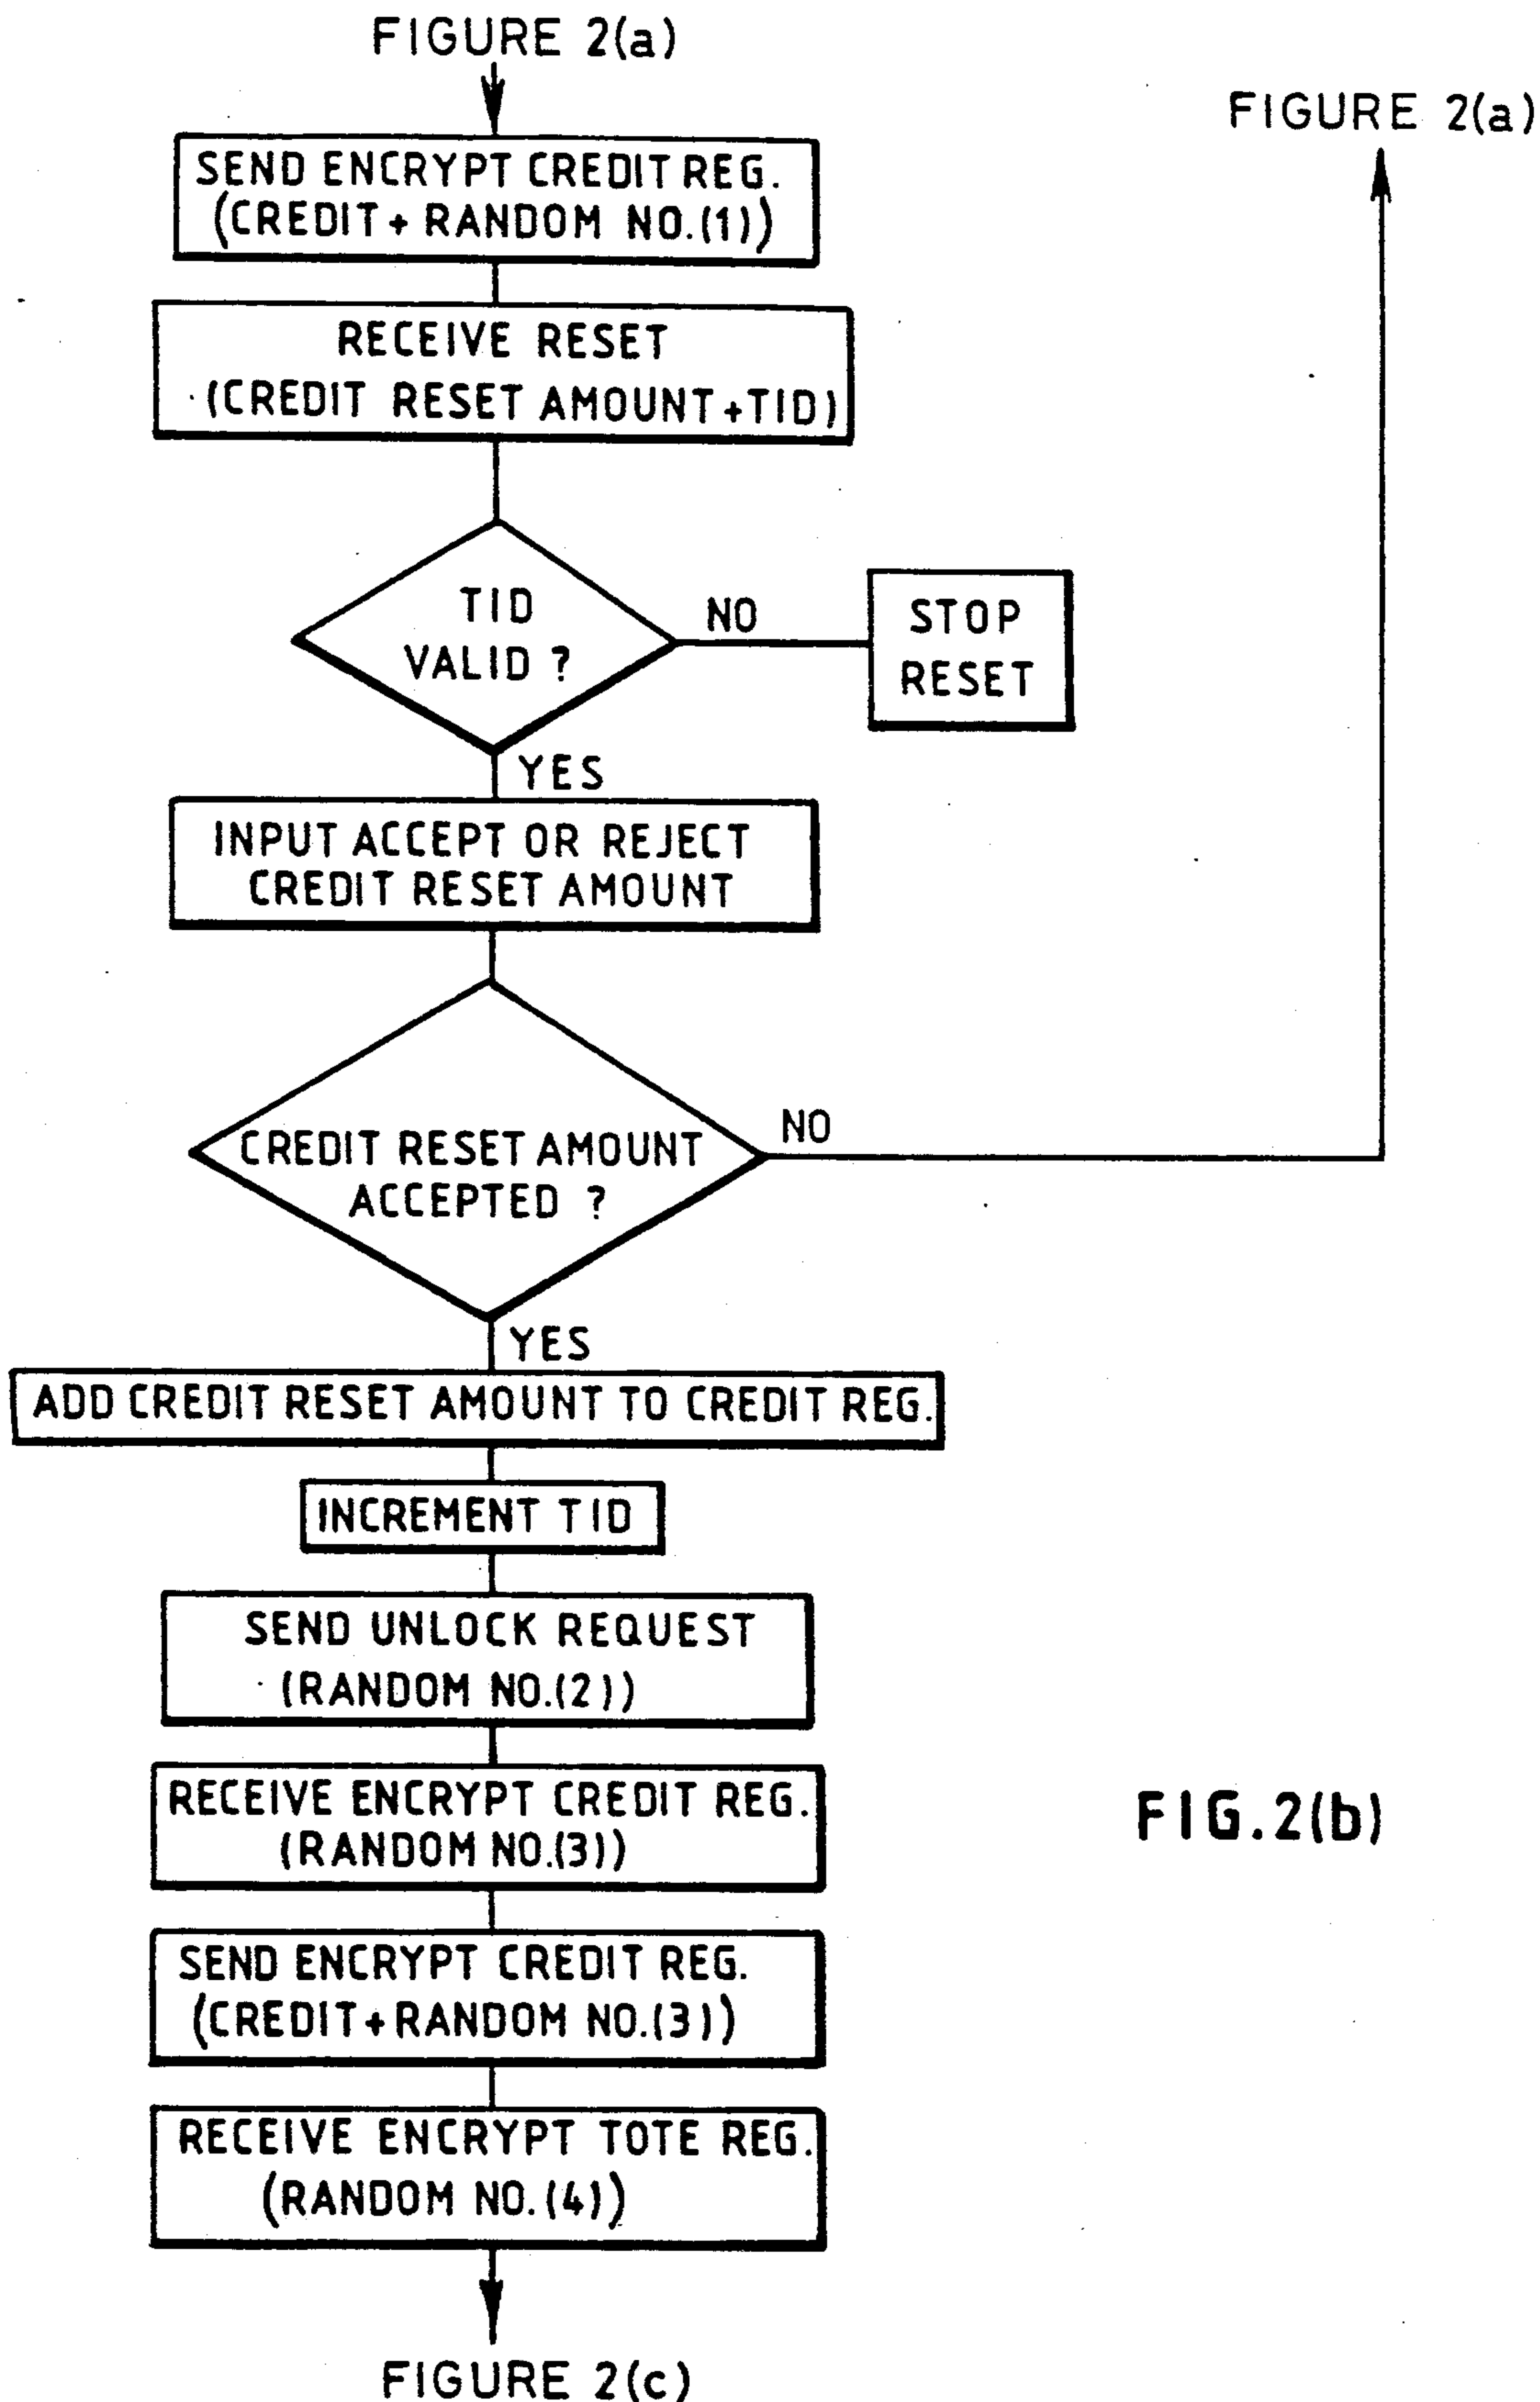 FIGURE 2(a)
FIGURE 2(a)
SEND ENCRYPT CREDIT REG.
(CREDIT + RANDOM NO.(1))
RECEIVE RESET
(CREDIT RESET AMOUNT + TID)
TID
VALID ?
NO
STOP
RESET
YES
INPUT ACCEPT OR REJECT
CREDIT RESET AMOUNT
CREDIT RESET AMOUNT
ACCEPTED ?
NO
YES
ADD CREDIT RESET AMOUNT TO CREDIT REG.
INCREMENT TID
SEND UNLOCK REQUEST
(RANDOM NO.(2))
RECEIVE ENCRYPT CREDIT REG.
(RANDOM NO.(3))
FIG.2(b)
SEND ENCRYPT CREDIT REG.
(CREDIT + RANDOM NO.(3))
RECEIVE ENCRYPT TOTE REG.
(RANDOM NO.(4))
FIGURE 2(c)